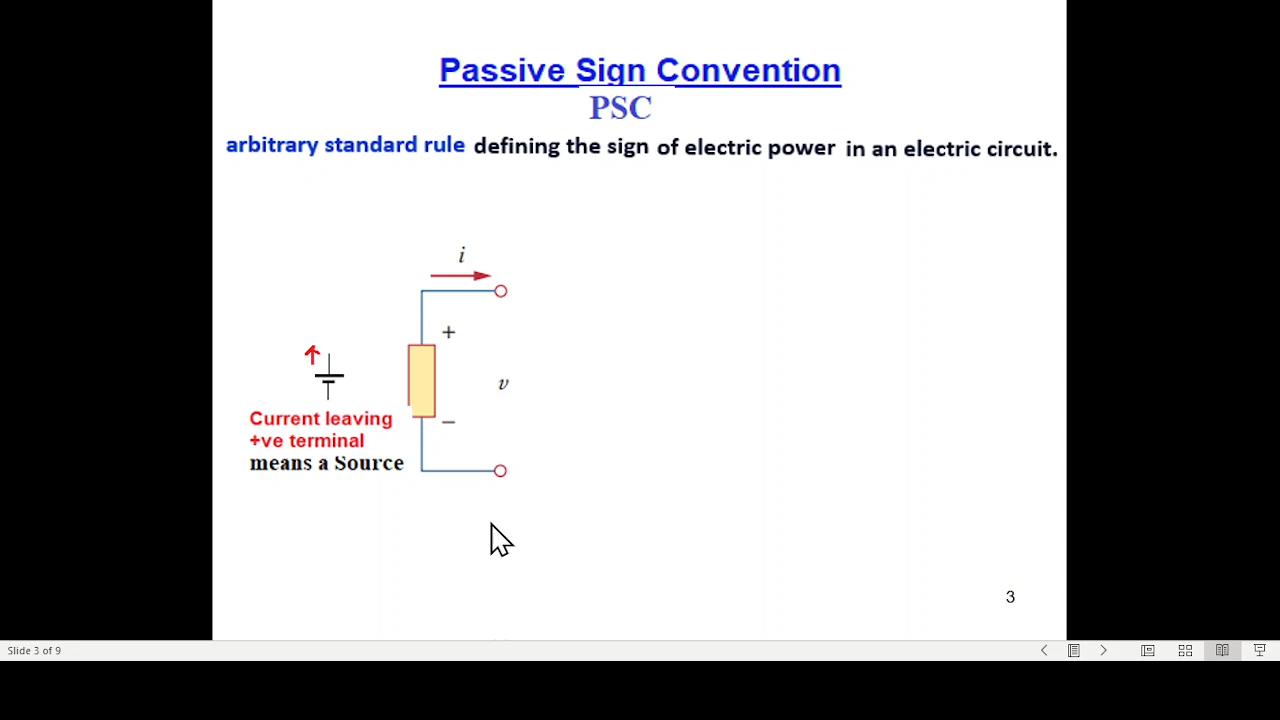 Passive Sign Convention
PSC
arbitrary standard rule defining the sign of electric power in an electric circuit.
i
+
v
−
Current leaving
+ve terminal
means a Source
3
Slide 3 of 9